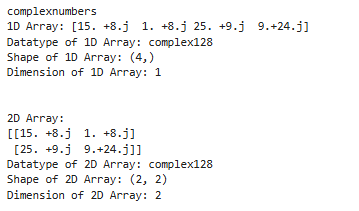 complexnumbers
1D Array: [15. +8.j  1. +8.j 25. +9.j  9.+24.j]
Datatype of 1D Array: complex128
Shape of 1D Array: (4,)
Dimension of 1D Array: 1
2D Array:
[[15. +8.j  1. +8.j]
 [25. +9.j  9.+24.j]]
Datatype of 2D Array: complex128
Shape of 2D Array: (2, 2)
Dimension of 2D Array: 2